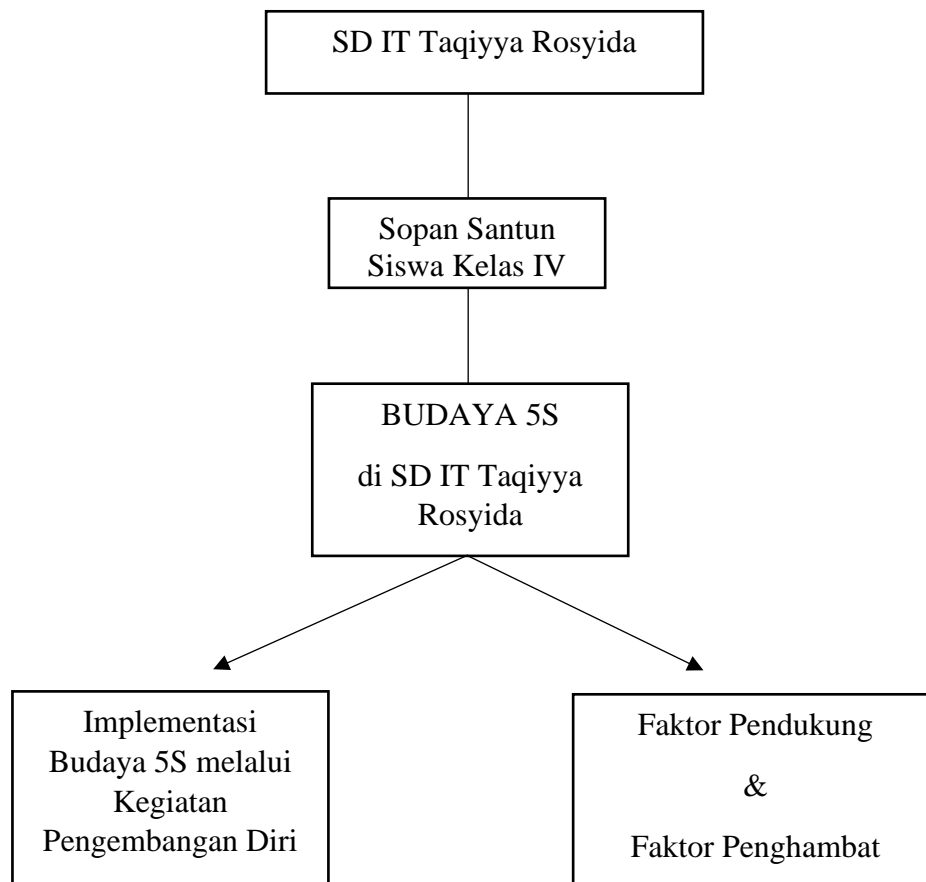 SD IT Taqiyya Rosyida
Sopan Santun
Siswa Kelas IV
BUDAYA 5S
di SD IT Taqiyya
Rosyida
Implementasi
Budaya 5S melalui
Kegiatan
Pengembangan Diri
Faktor Pendukung
&
Faktor Penghambat